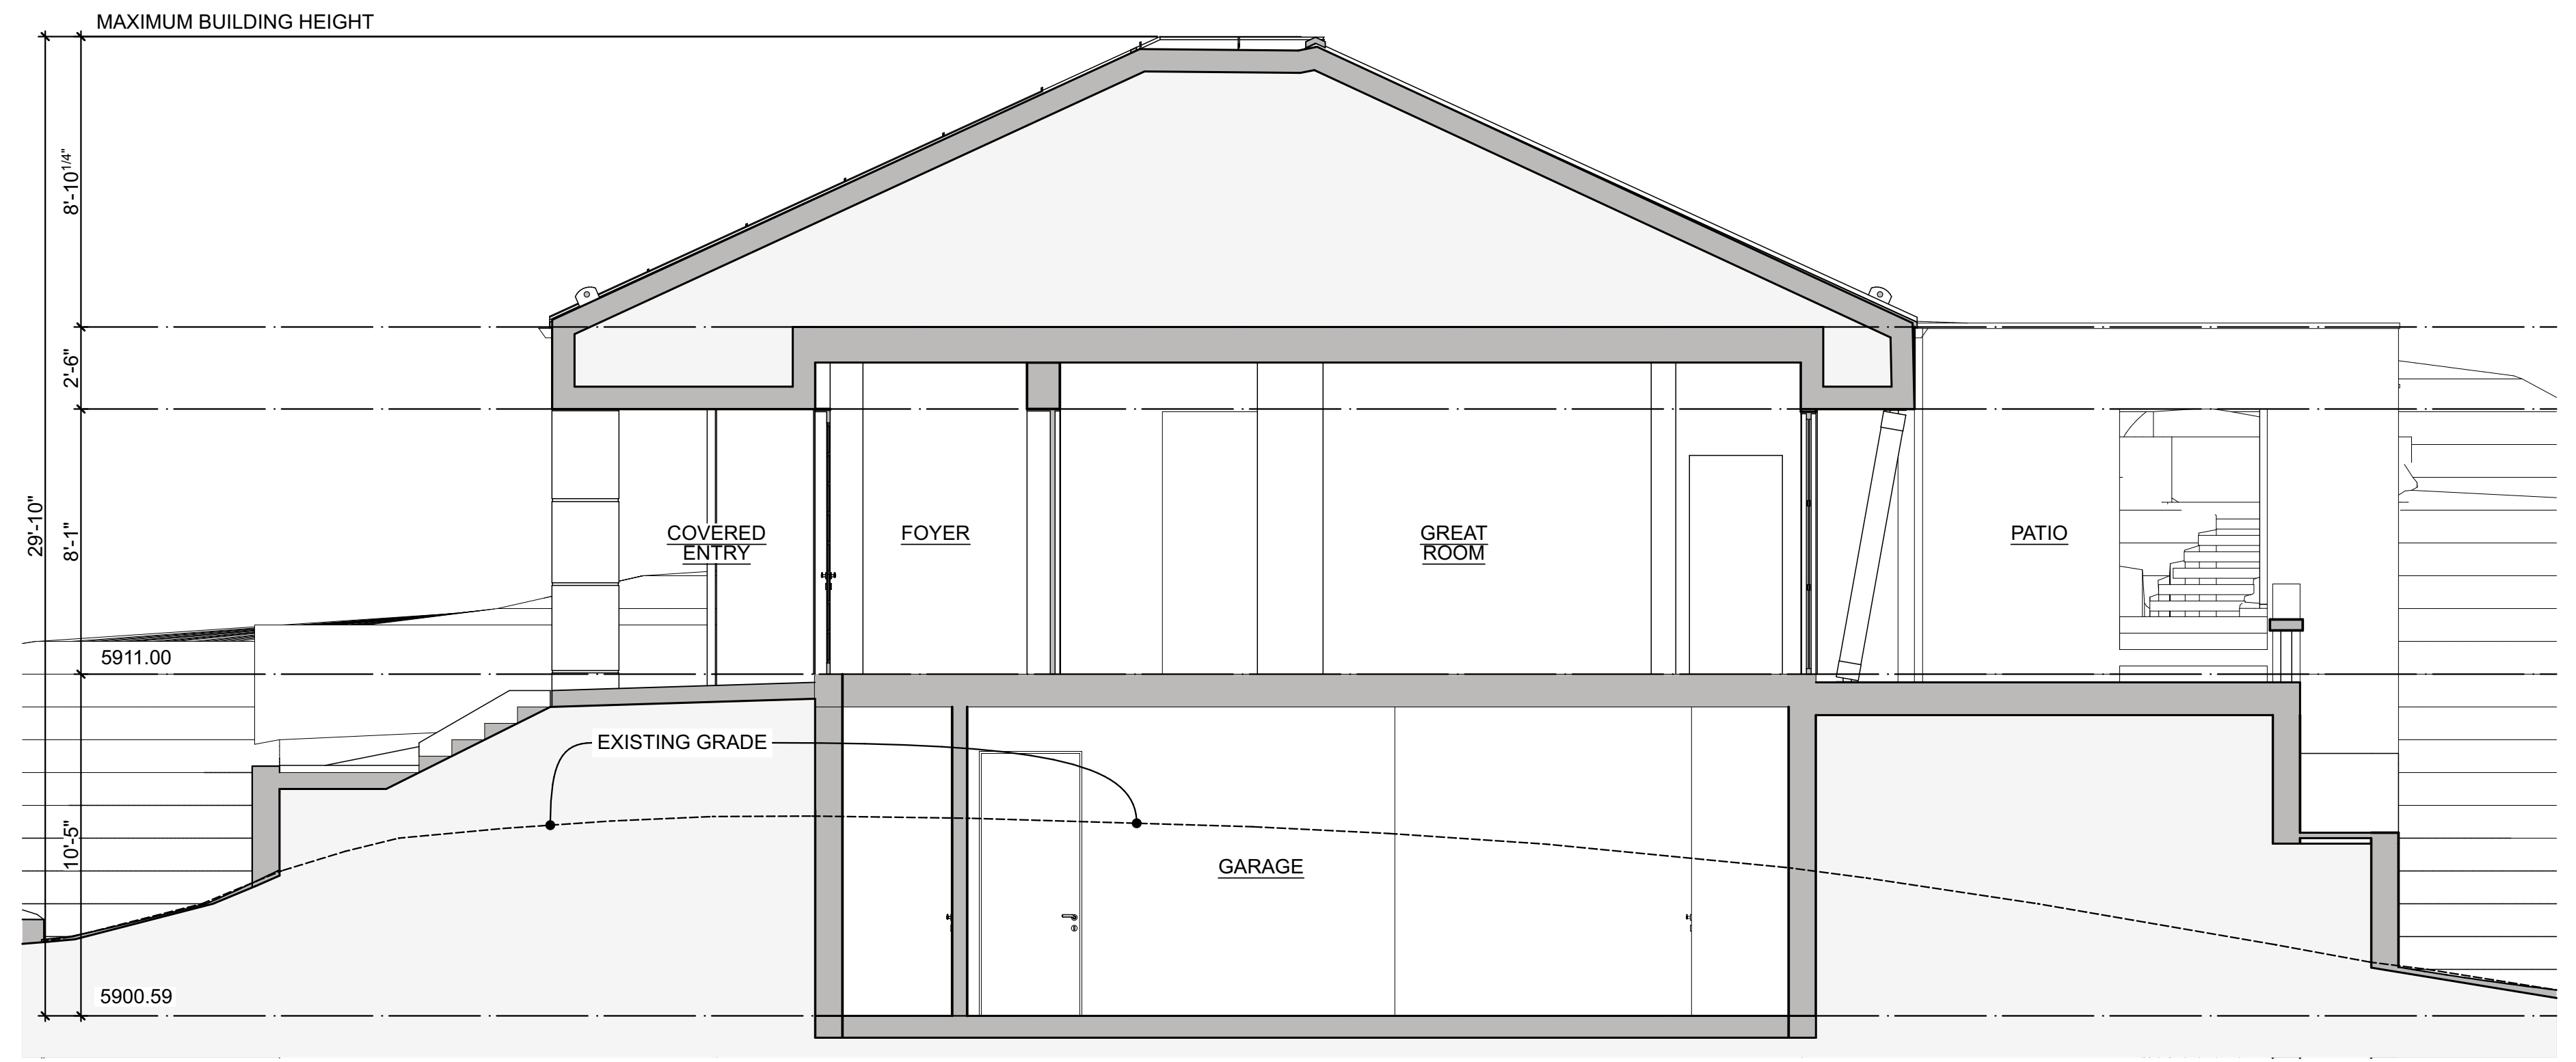 MAXIMUM BUILDING HEIGHT
8'-10 1/4"
2'-6"
29'-10"
8'-1"
COVERED
ENTRY
FOYER
GREAT
ROOM
PATIO
5911.00
EXISTING GRADE
10'-5"
GARAGE
5900.59